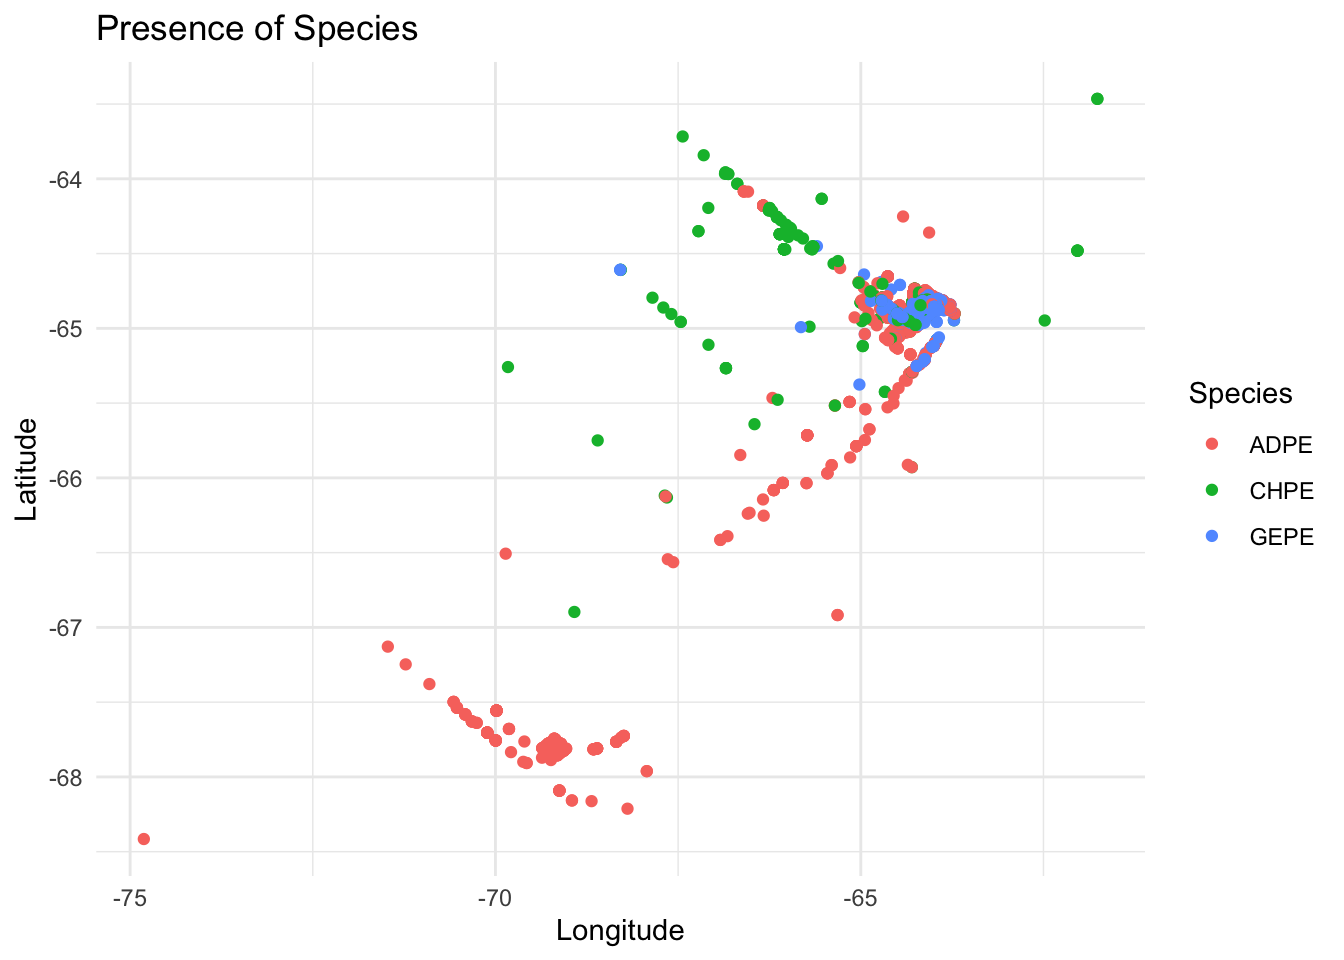 Presence of Species
-64
-65
-66
-67
-68
Latitude
-75
-70
-65
Longitude
Species
ADPE
CHPE
GEPE